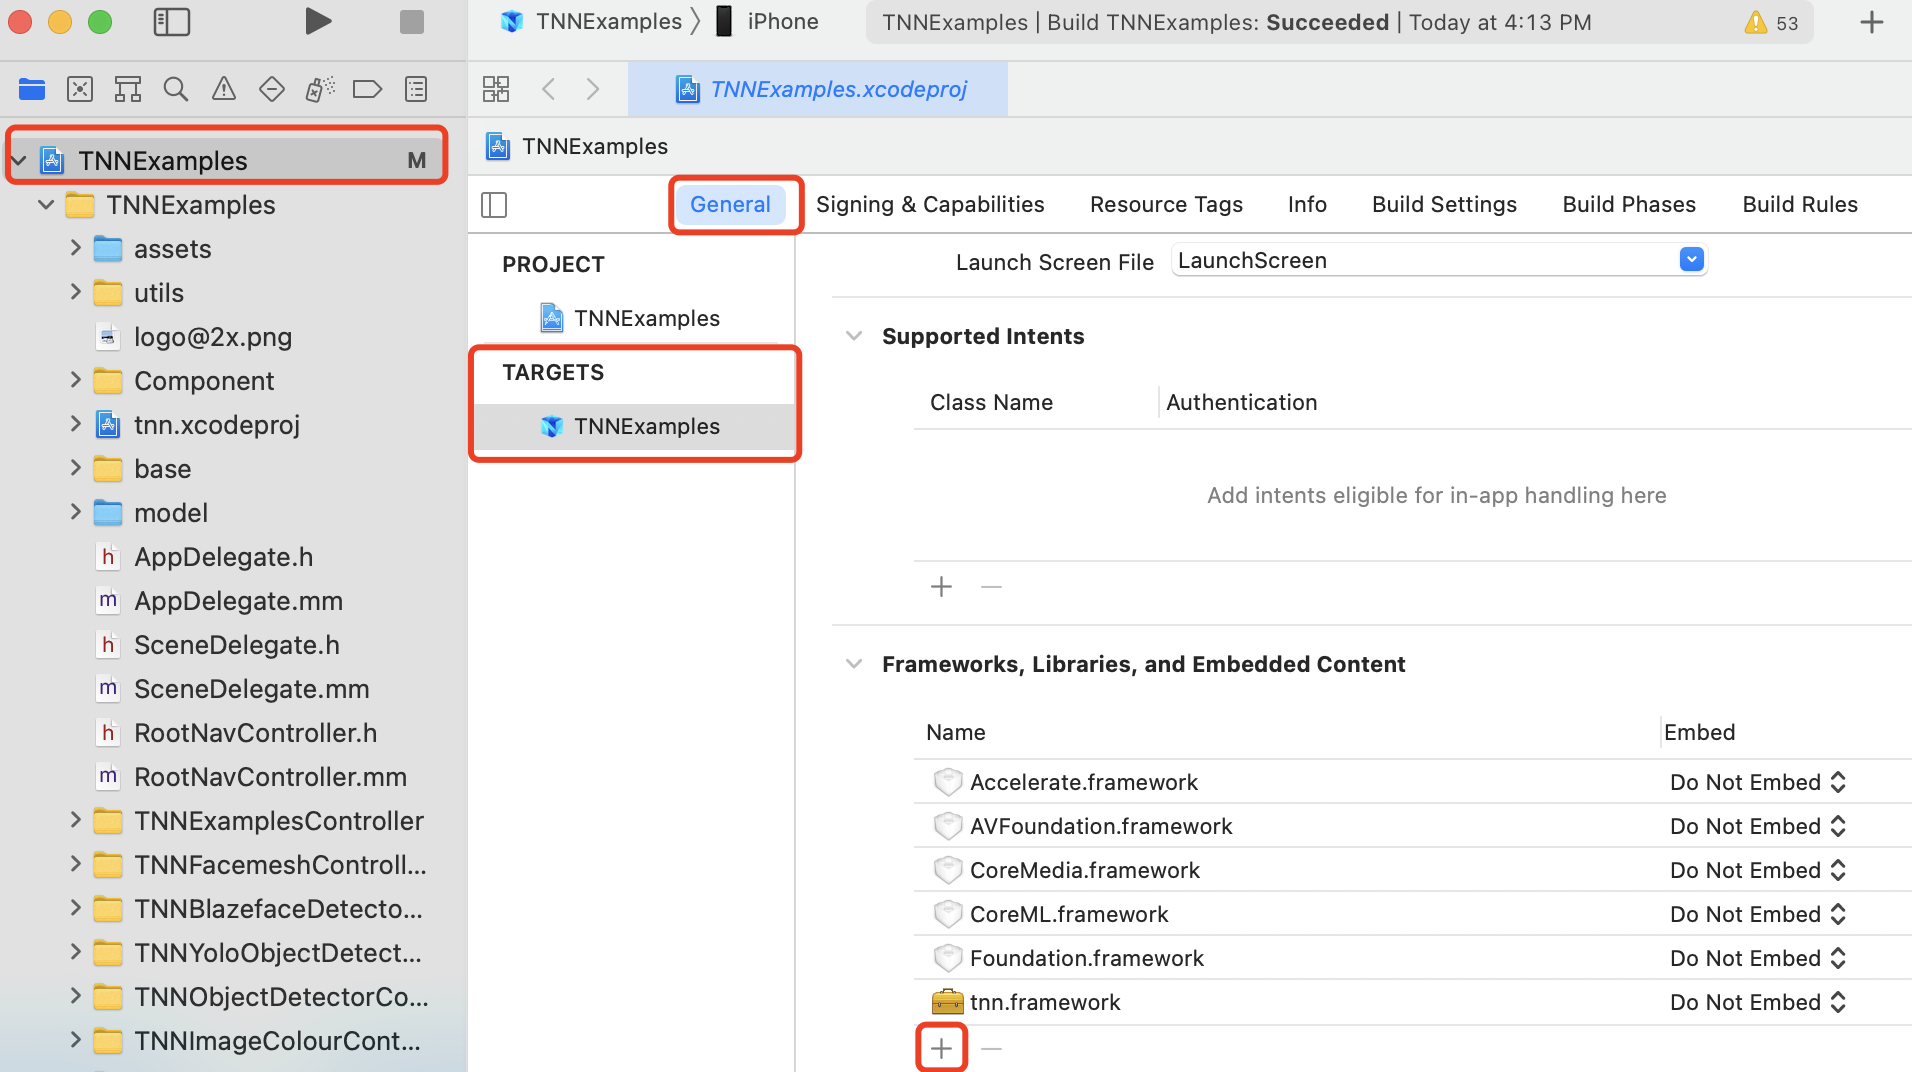 TNNExamples
iPhone
TNNExamples | Build TNNExamples: Succeeded | Today at 4:13 PM
53
TNNExamples.xcodeproj
TNNExamples
M
TNNExamples
assets
utils
logo@2x.png
Component
tnn.xcodeproj
base
model
h AppDelegate.h
m AppDelegate.mm
h SceneDelegate.h
m SceneDelegate.mm
h RootNavController.h
m RootNavController.mm
TNNExamplesController
TNNFacemeshControll...
TNNBlazefaceDetecto...
TNNYoloObjectDetect...
TNNObjectDetectorCo...
TNNImageColourCont...
TNNExamples
General Signing & Capabilities Resource Tags Info Build Settings Build Phases Build Rules
PROJECT
TNNExamples
TARGETS
TNNExamples
Launch Screen File LaunchScreen
Supported Intents
Class Name Authentication
Add intents eligible for in-app handling here
Frameworks, Libraries, and Embedded Content
Name Embed
Accelerate.framework Do Not Embed
AVFoundation.framework Do Not Embed
CoreMedia.framework Do Not Embed
CoreML.framework Do Not Embed
Foundation.framework Do Not Embed
tnn.framework Do Not Embed